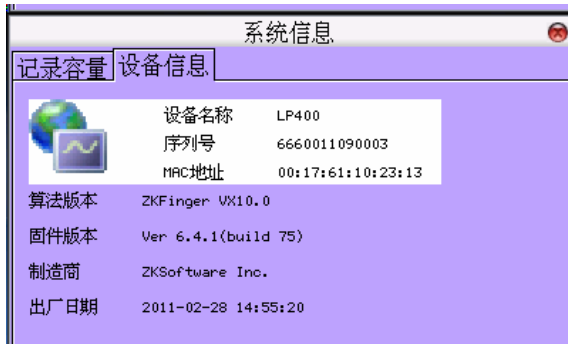 系统信息
记录容量 设备信息
设备名称 LP400
序列号 6660011090003
MAC地址 00:17:61:10:23:13
算法版本 ZKFinger VX10.0
固件版本 Ver 6.4.1(build 75)
制造商 ZKSoftware Inc.
出厂日期 2011-02-28 14:55:20